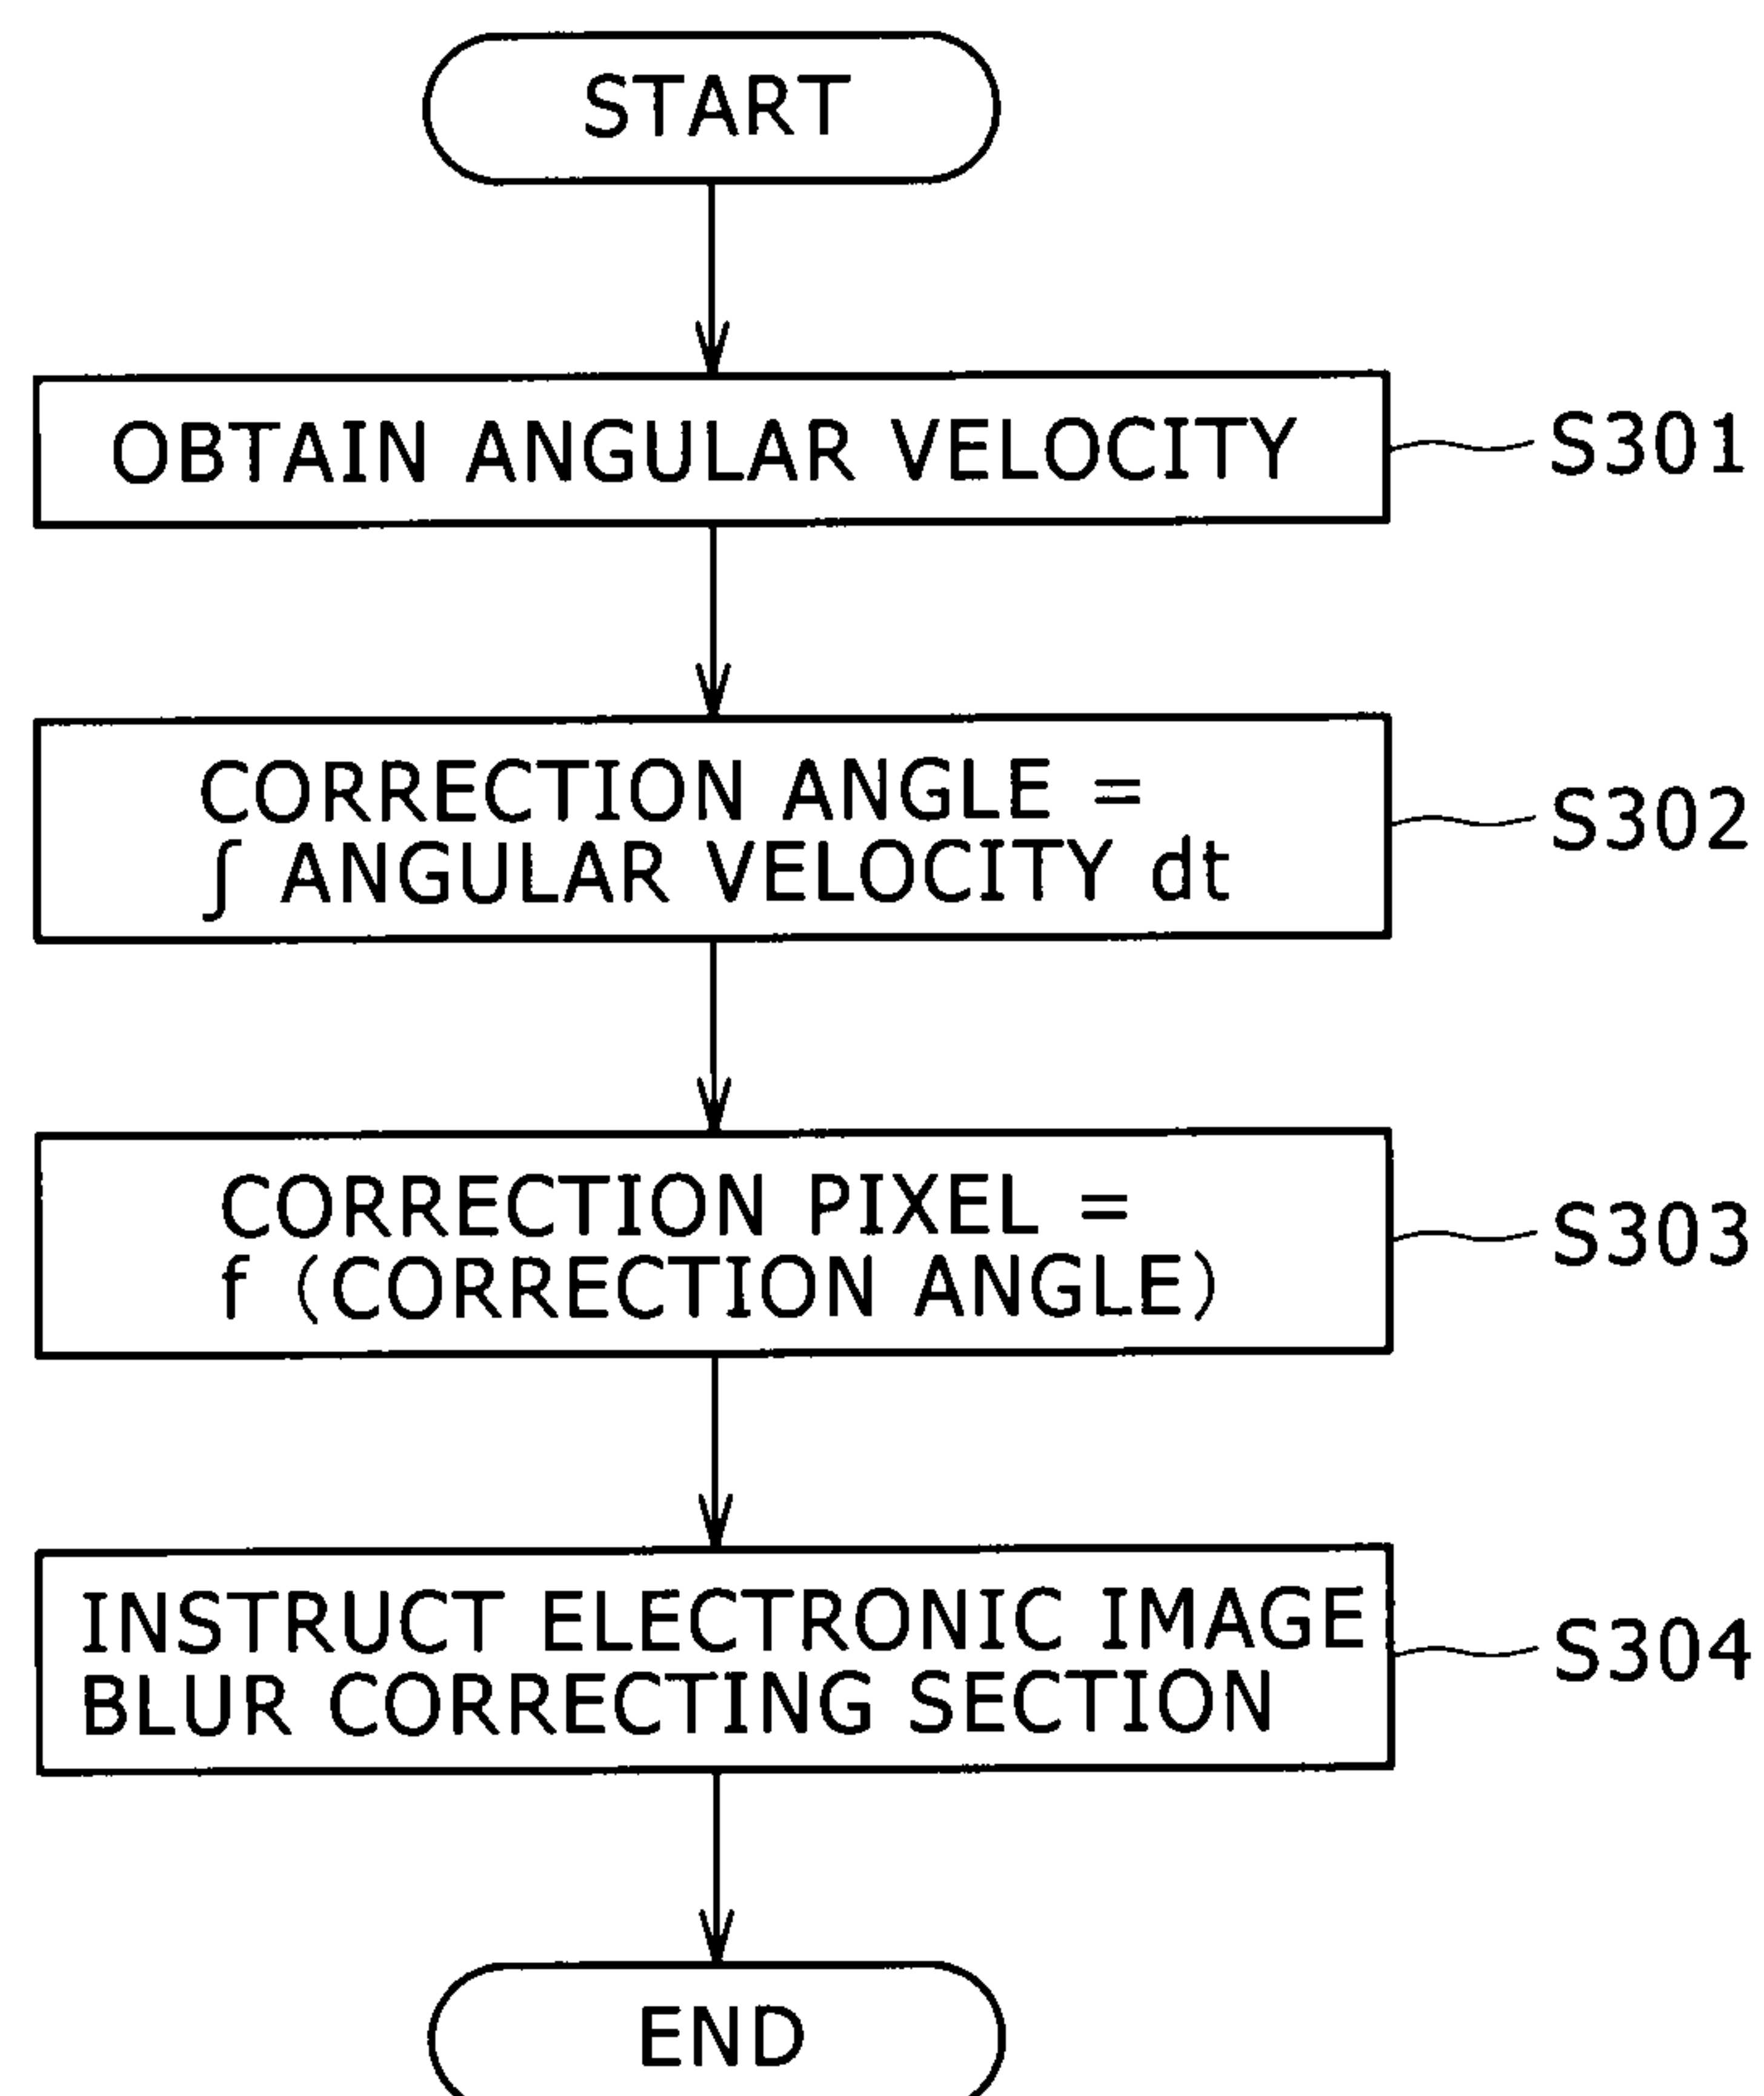 START
OBTAIN ANGULAR VELOCITY
S301
CORRECTION ANGLE =
∫ ANGULAR VELOCITY dt
S302
CORRECTION PIXEL =
f (CORRECTION ANGLE)
S303
INSTRUCT ELECTRONIC IMAGE
BLUR CORRECTING SECTION
S304
END